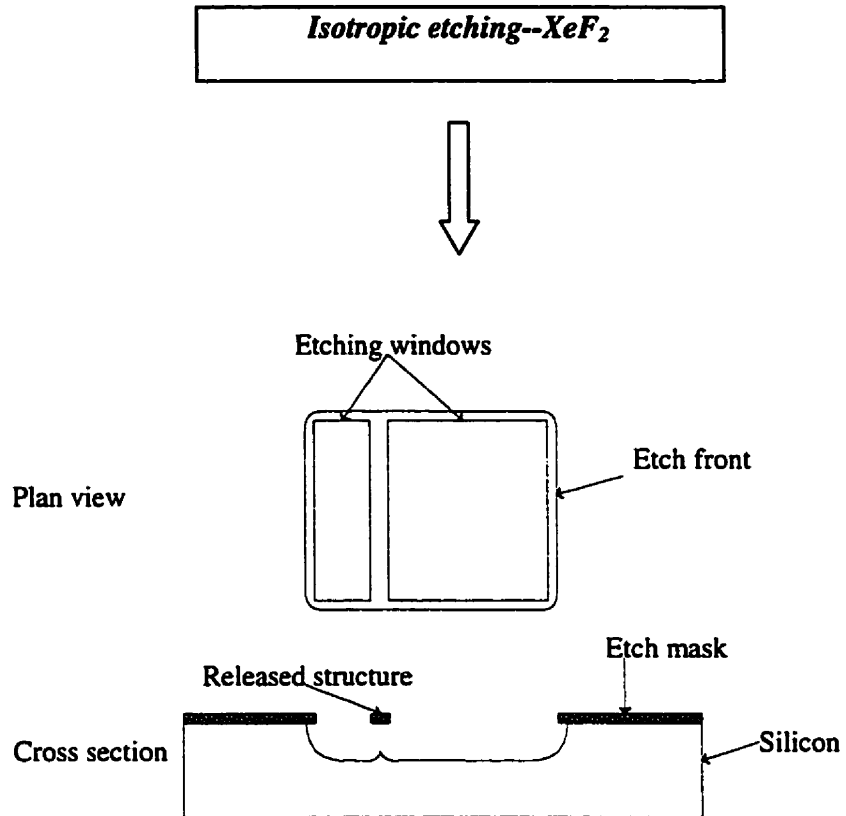 Isotropic etching--XeF2
Etching windows
Etch front
Plan view
Etch mask
Released structure
Cross section
Silicon